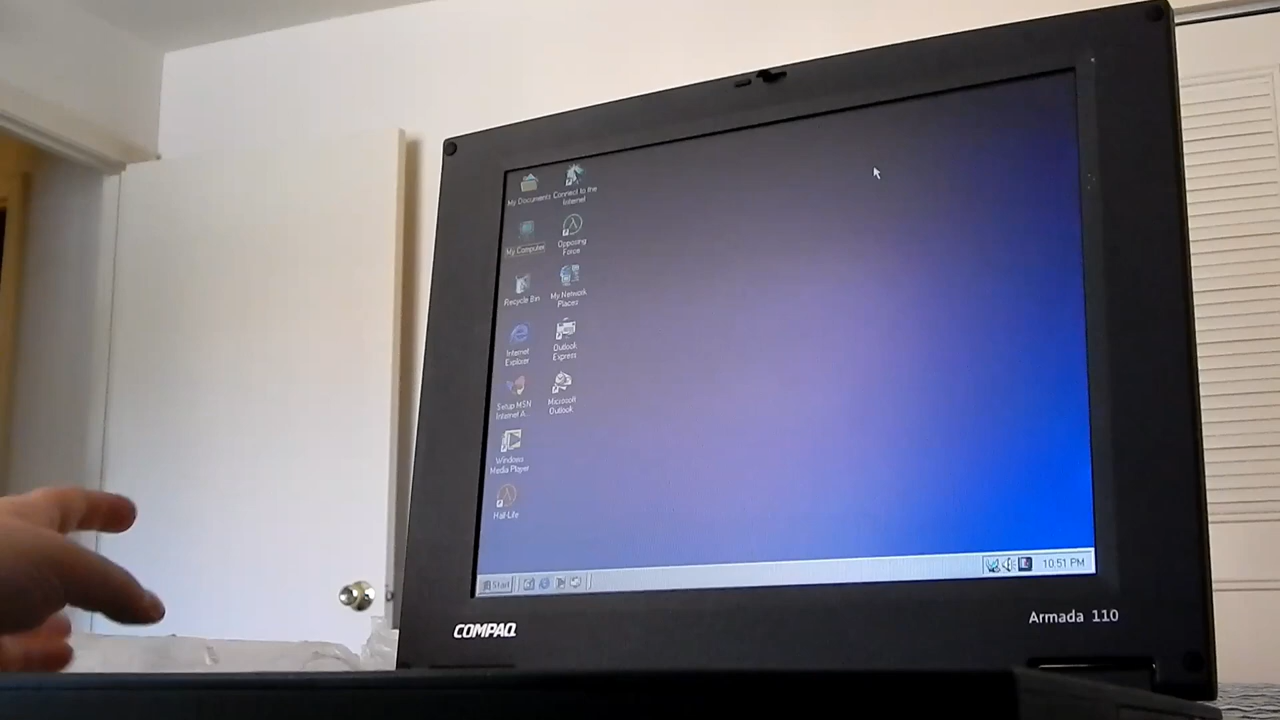 My Documents
Connect to the
Internet
My Computer
Opposing
Force
Recycle Bin
My Network
Places
Internet
Explorer
Outlook
Express
Setup MSN
Internet A...
Microsoft
Outlook
Windows
Media Player
Half-Life
Start
10:51 PM
COMPAQ
Armada 110